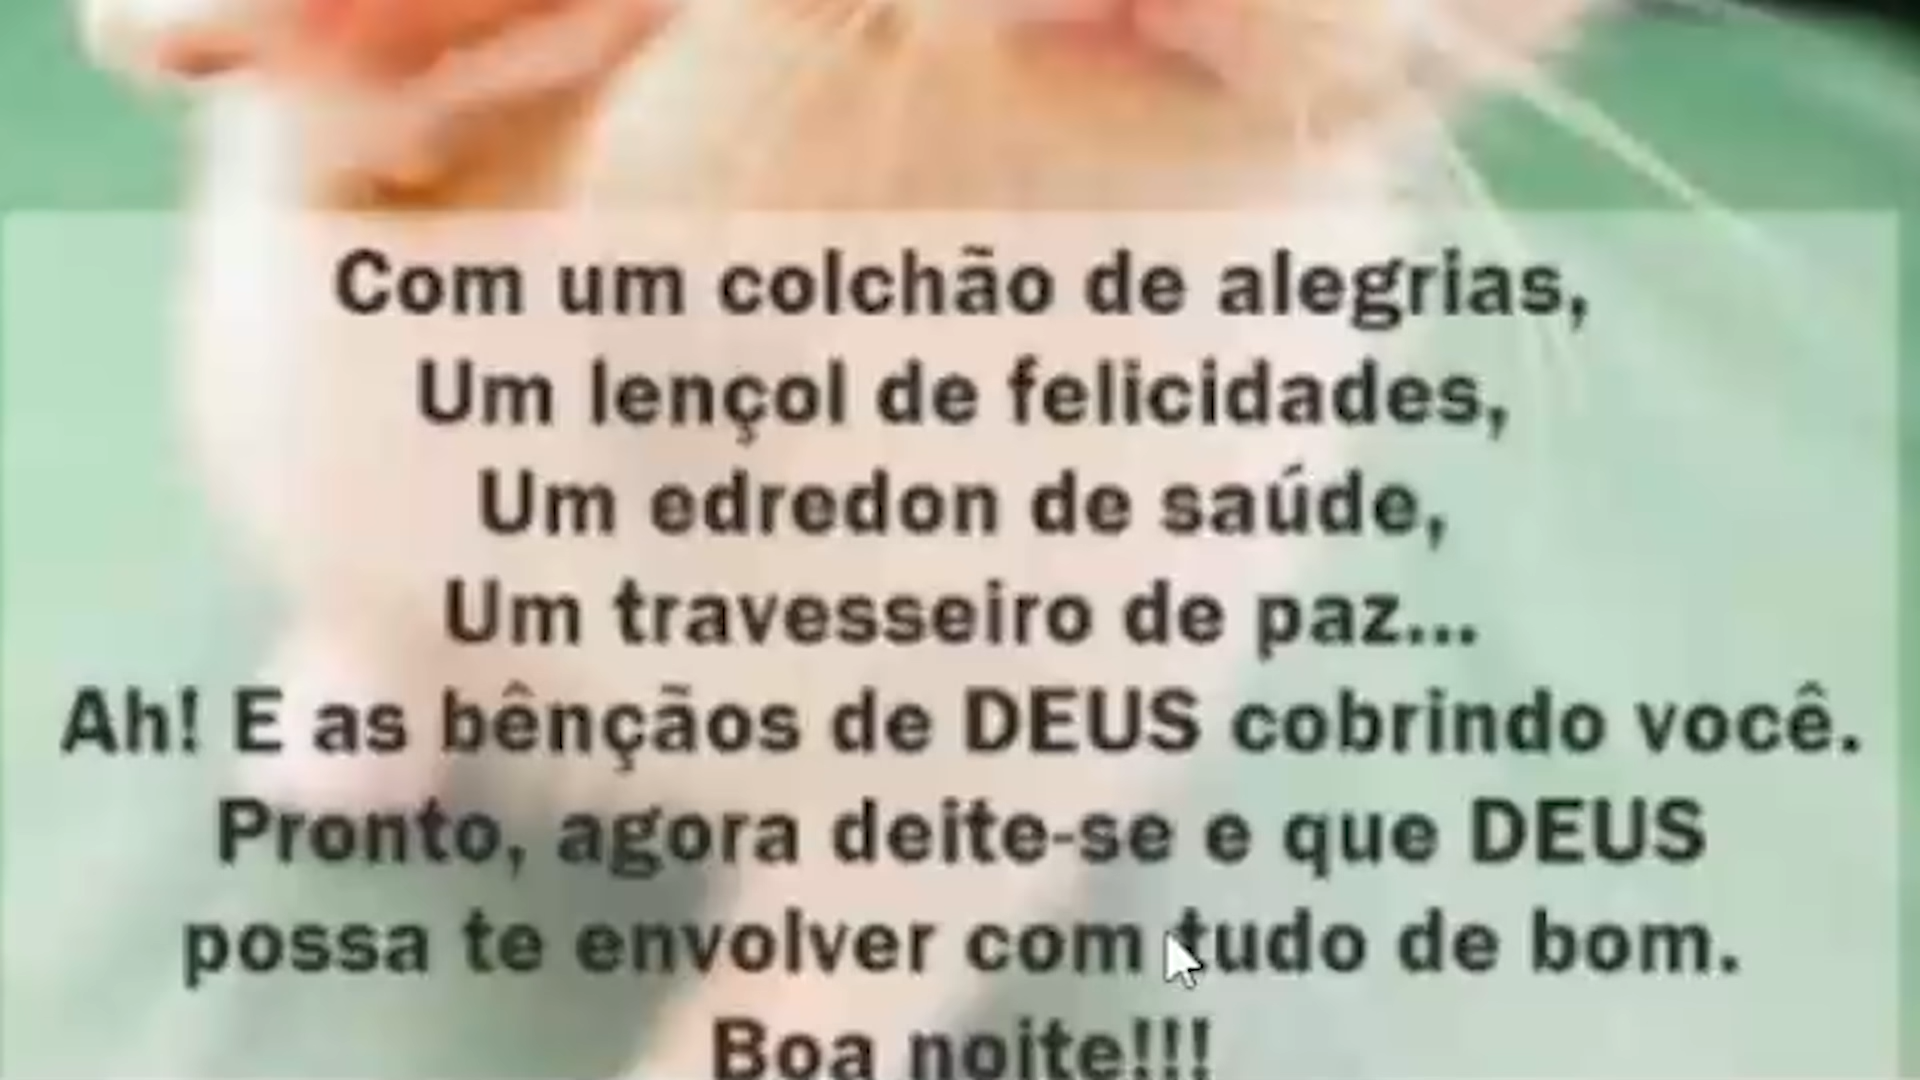 Com um colchão de alegrias,
Um lençol de felicidades,
Um edredon de saúde,
Um travesseiro de paz...
Ah! E as bênçãos de DEUS cobrindo você.
Pronto, agora deite-se e que DEUS
possa te envolver com tudo de bom.
Boa noite!!!